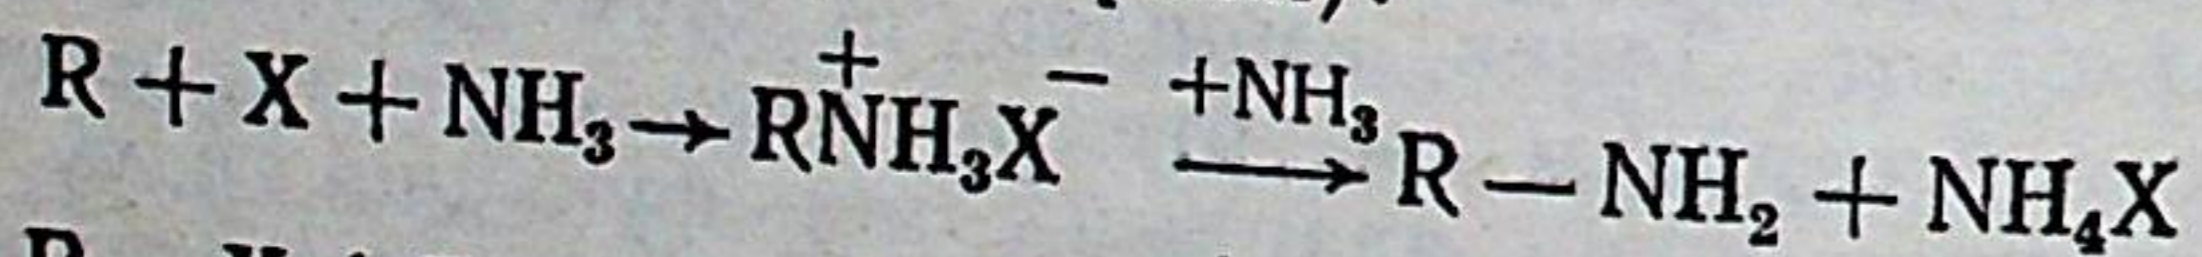 R + X + NH₃ → RN⁺H₃X⁻ +NH₃ → R — NH₂ + NH₄X